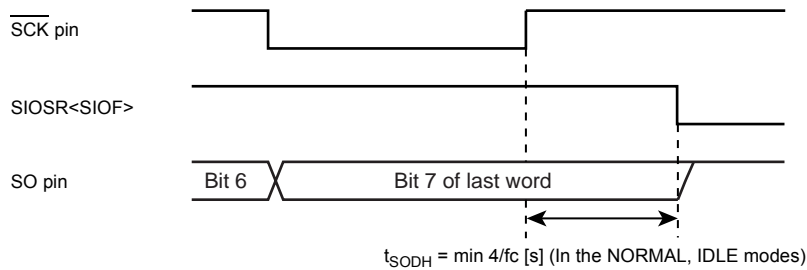 SCK pin
SIOSR<SIOF>
SO pin Bit 6 Bit 7 of last word
tSODH = min 4/fc [s] (In the NORMAL, IDLE modes)